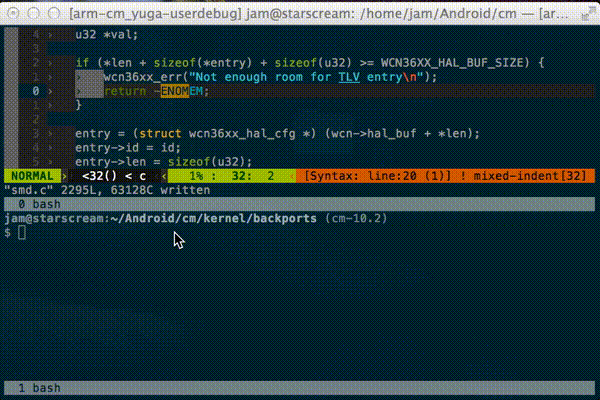 [arm-cm_yuga-userdebug] jam@starscream: /home/jam/Android/cm — [ar...
4 › u32 *val;
3 ›
2 › if (*len + sizeof(*entry) + sizeof(u32) >= WCN36XX_HAL_BUF_SIZE) {
1 › › wcn36xx_err("Not enough room for TLV entry\n");
0 › › return -ENOMEM;
1 › }
2
3 › entry = (struct wcn36xx_hal_cfg *) (wcn->hal_buf + *len);
4 › entry->id = id;
5 › entry->len = sizeof(u32);
NORMAL › <32() < c ‹ 1% : 32: 2 ‹ [Syntax: line:20 (1)] ! mixed-indent[32]
"smd.c" 2295L, 63128C written
0 bash
jam@starscream:~/Android/cm/kernel/backports (cm-10.2)
$
1 bash